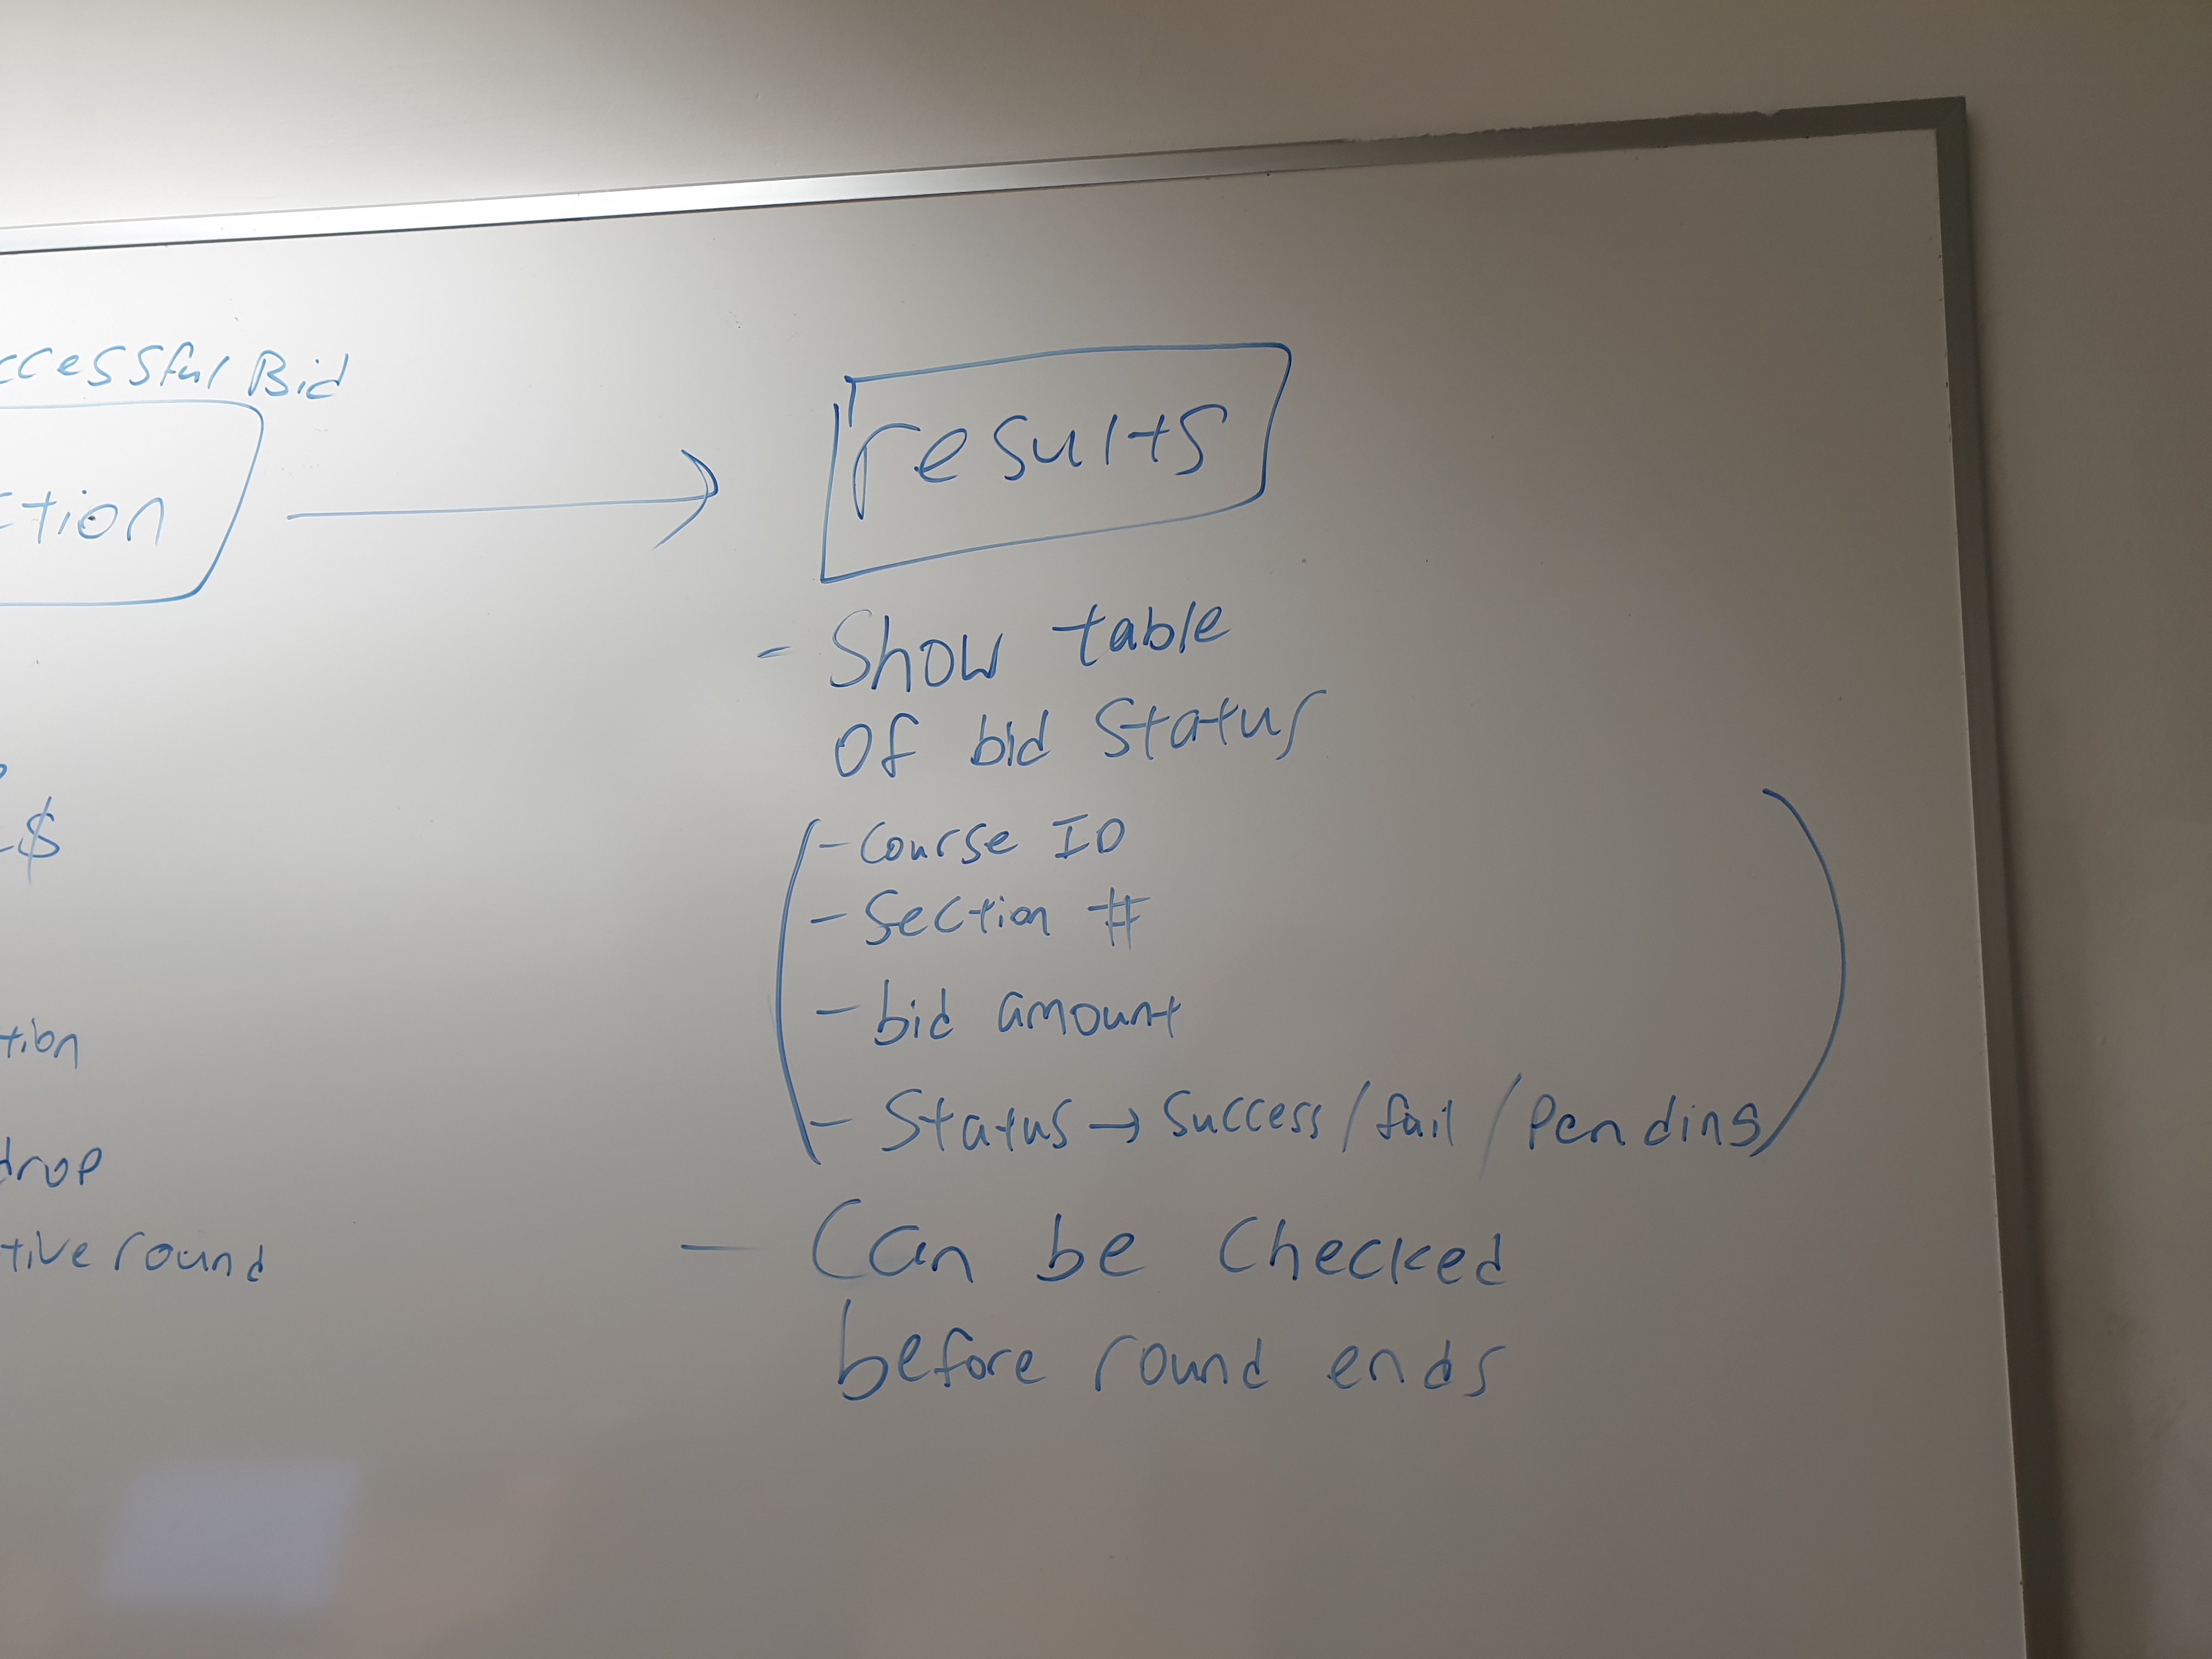 ccessful Bid
ction
results
- Show table
of bid status
- Course ID
- Section #
- bid amount
- Status → Success / fail / Pending
- Can be checked
before round ends
$
tion
drop
tive round